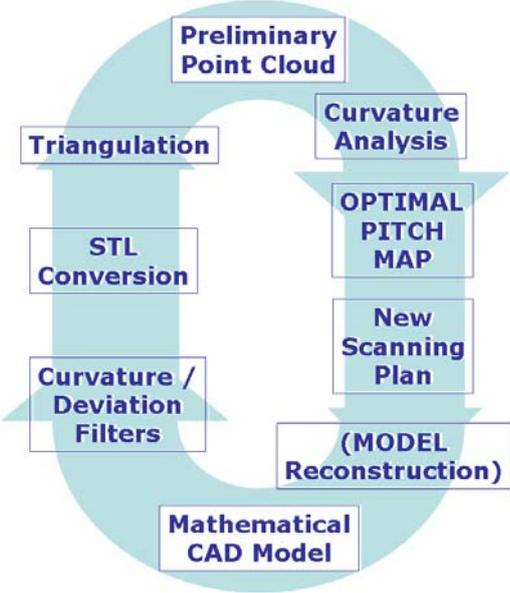 Preliminary
Point Cloud
Curvature
Analysis
Triangulation
OPTIMAL
PITCH
MAP
STL
Conversion
New
Scanning
Plan
Curvature /
Deviation
Filters
(MODEL
Reconstruction)
Mathematical
CAD Model